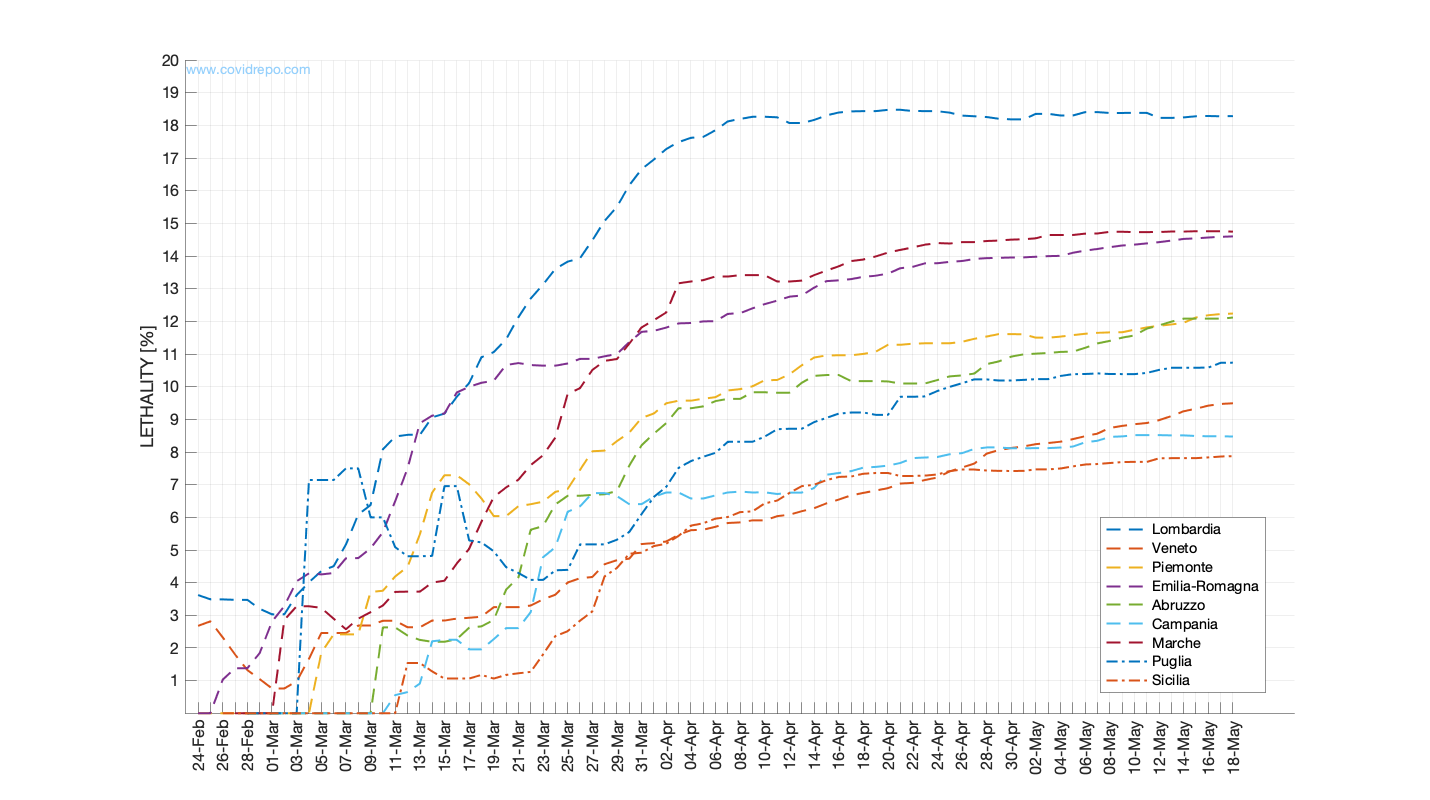 www.covidrepo.com
LETHALITY [%]
20
19
18
17
16
15
14
13
12
11
10
9
8
7
6
5
4
3
2
1
24-Feb
26-Feb
28-Feb
01-Mar
03-Mar
05-Mar
07-Mar
09-Mar
11-Mar
13-Mar
15-Mar
17-Mar
19-Mar
21-Mar
23-Mar
25-Mar
27-Mar
29-Mar
31-Mar
02-Apr
04-Apr
06-Apr
08-Apr
10-Apr
12-Apr
14-Apr
16-Apr
18-Apr
20-Apr
22-Apr
24-Apr
26-Apr
28-Apr
30-Apr
02-May
04-May
06-May
08-May
10-May
12-May
14-May
16-May
18-May
Lombardia
Veneto
Piemonte
Emilia-Romagna
Abruzzo
Campania
Marche
Puglia
Sicilia